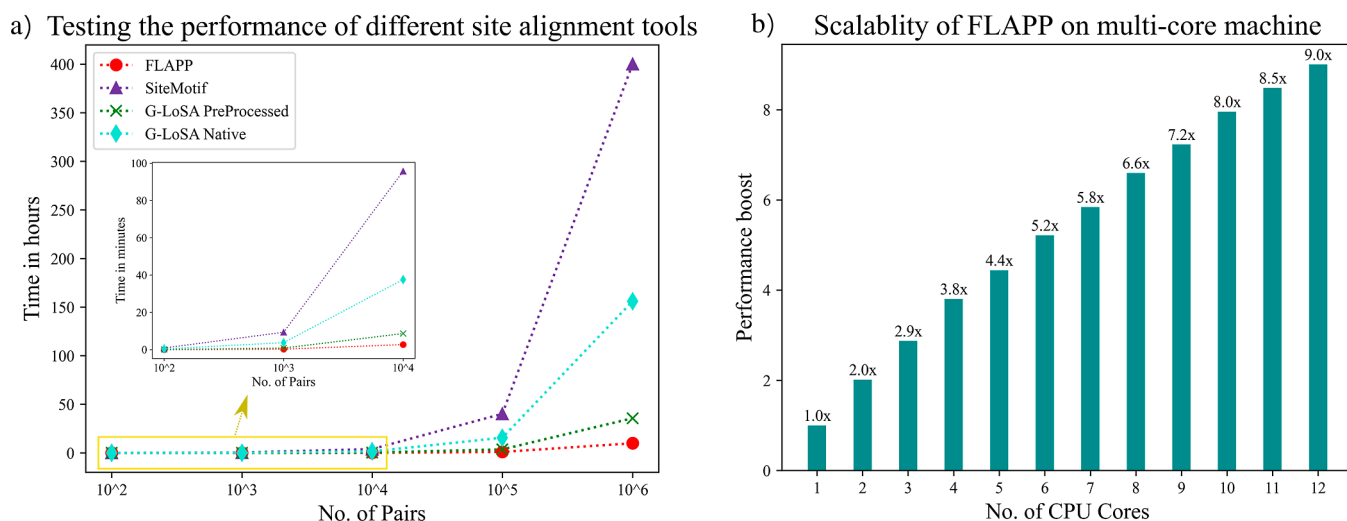 a) Testing the performance of different site alignment tools
400
350
300
250
200
150
100
50
0
Time in hours
FLAPP
SiteMotif
G-LoSA PreProcessed
G-LoSA Native
100
80
60
40
20
0
Time in minutes
10^2 10^3 10^4
No. of Pairs
10^2 10^3 10^4 10^5 10^6
No. of Pairs
b) Scalablity of FLAPP on multi-core machine
8
6
4
2
0
Performance boost
1.0x 2.0x 2.9x 3.8x 4.4x 5.2x 5.8x 6.6x 7.2x 8.0x 8.5x 9.0x
1 2 3 4 5 6 7 8 9 10 11 12
No. of CPU Cores